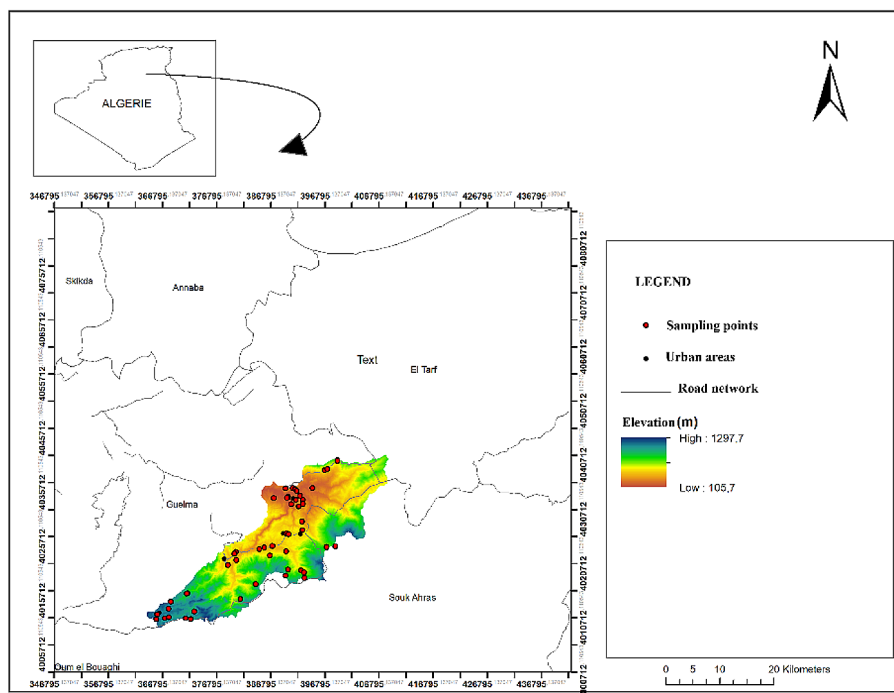 N
ALGERIE
346795 356795 366795 376795 386795 396795 406795 416795 426795 436795
Skikda
Annaba
Text
El Tarf
Guelma
Souk Ahras
Oum el Bouaghi
4075712
4065712
4055712
4045712
4035712
4025712
4015712
4005712
4080712
4070712
4060712
4050712
4040712
4030712
4020712
4010712
346795 356795 366795 376795 386795 396795 406795 416795 426795 436795
LEGEND
Sampling points
Urban areas
Road network
Elevation (m)
High : 1297.7
Low : 105,7
0 5 10 20 Kilometers